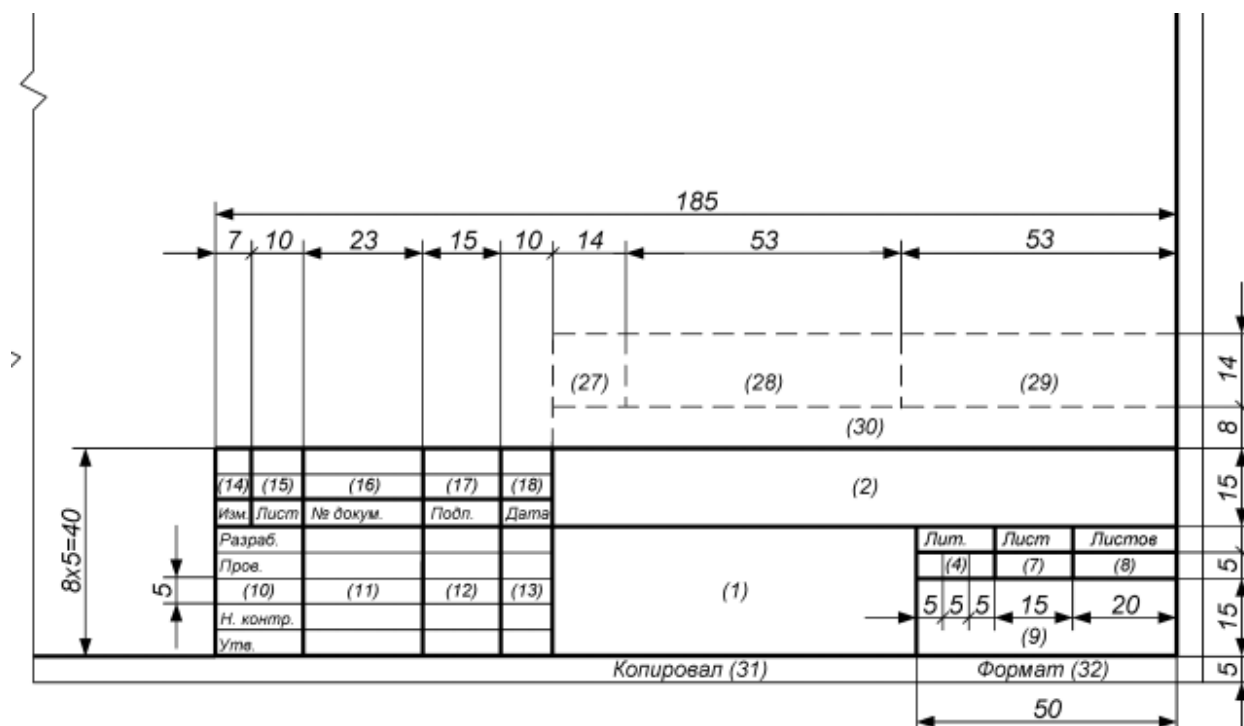 185
7 10 23 15 10 14 53 53
(27) (28) (29) 14
(30) 8
(2) 15
(14) (15) (16) (17) (18)
Изм. Лист № докум. Подп. Дата
8x5=40
Разраб. Лит. Лист Листов
Пров. (4) (7) (8) 5
5 (10) (11) (12) (13) (1) 5 5 5 15 20 15
Н. контр. (9)
Утв.
Копировал (31) Формат (32) 5
50